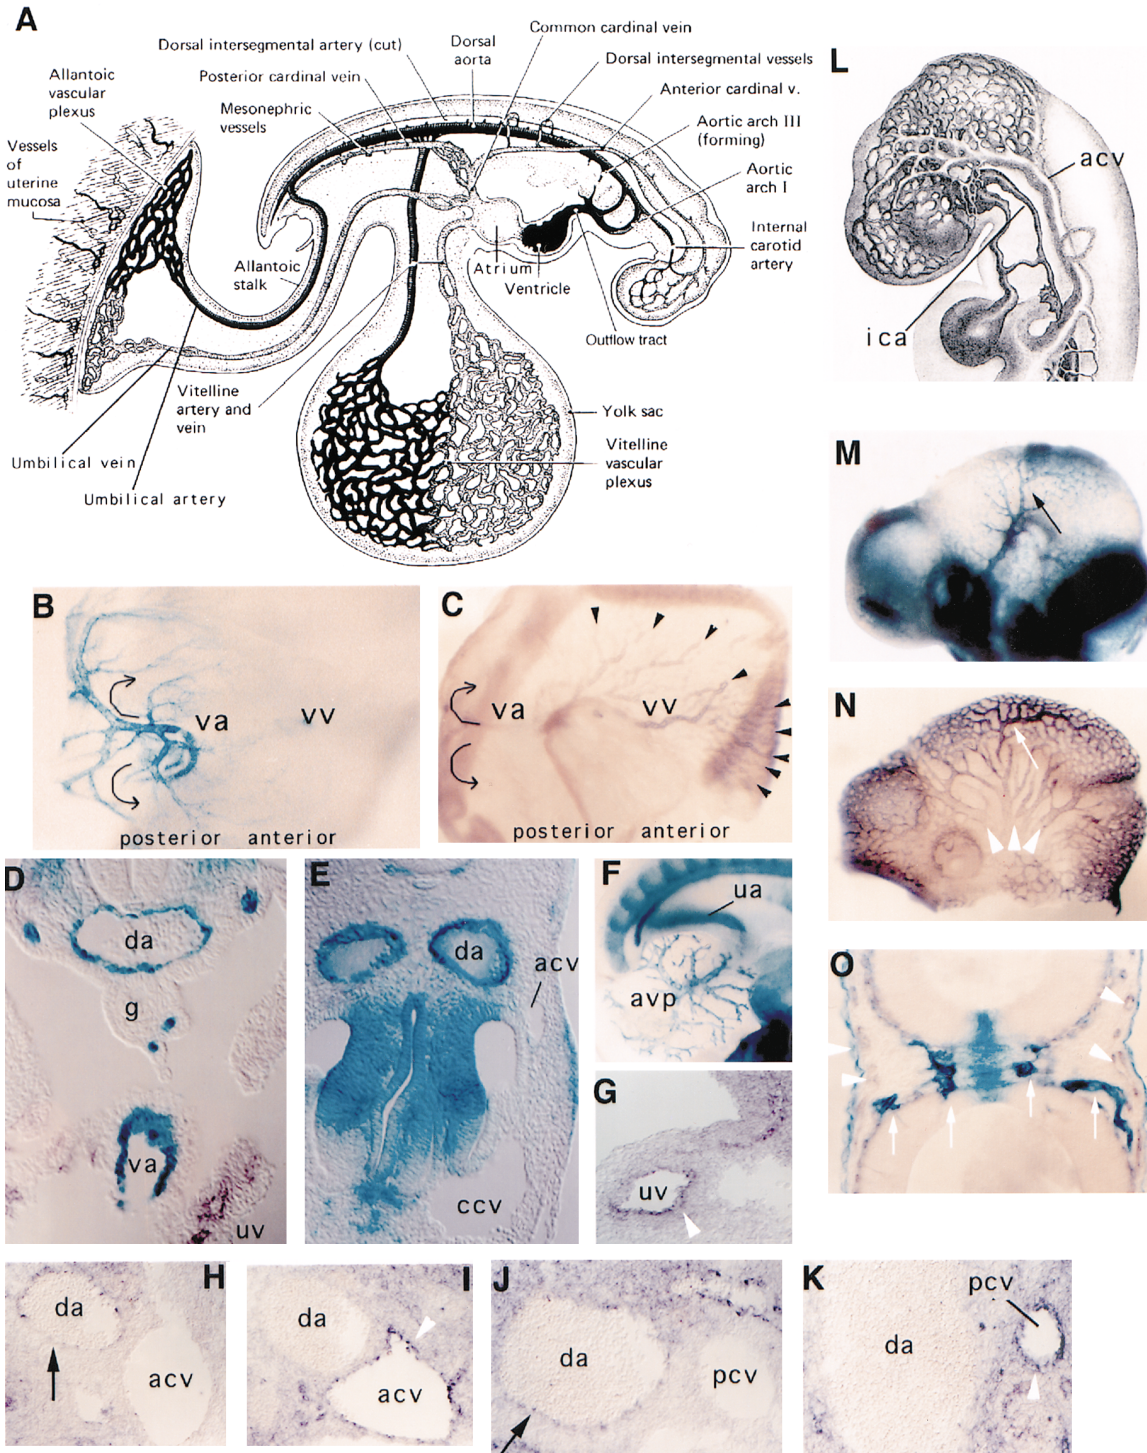 A
Common cardinal vein
Dorsal intersegmental artery (cut)
Dorsal
aorta
Dorsal intersegmental vessels
Allantoic
vascular
plexus
Posterior cardinal vein
Anterior cardinal v.
Mesonephric
vessels
Aortic arch III
(forming)
Vessels
of
uterine
mucosa
Aortic
arch I
Internal
carotid
artery
Allantoic
stalk
Atrium
Ventricle
Outflow tract
Vitelline
artery and
vein
Yolk sac
Vitelline
vascular
plexus
Umbilical vein
Umbilical artery
L
acv
ica
M
B
va
vv
posterior anterior
C
va
vv
posterior anterior
N
D
da
g
va
uv
E
da
acv
ccv
F
ua
avp
G
uv
O
H
da
acv
I
da
acv
J
da
pcv
K
pcv
da